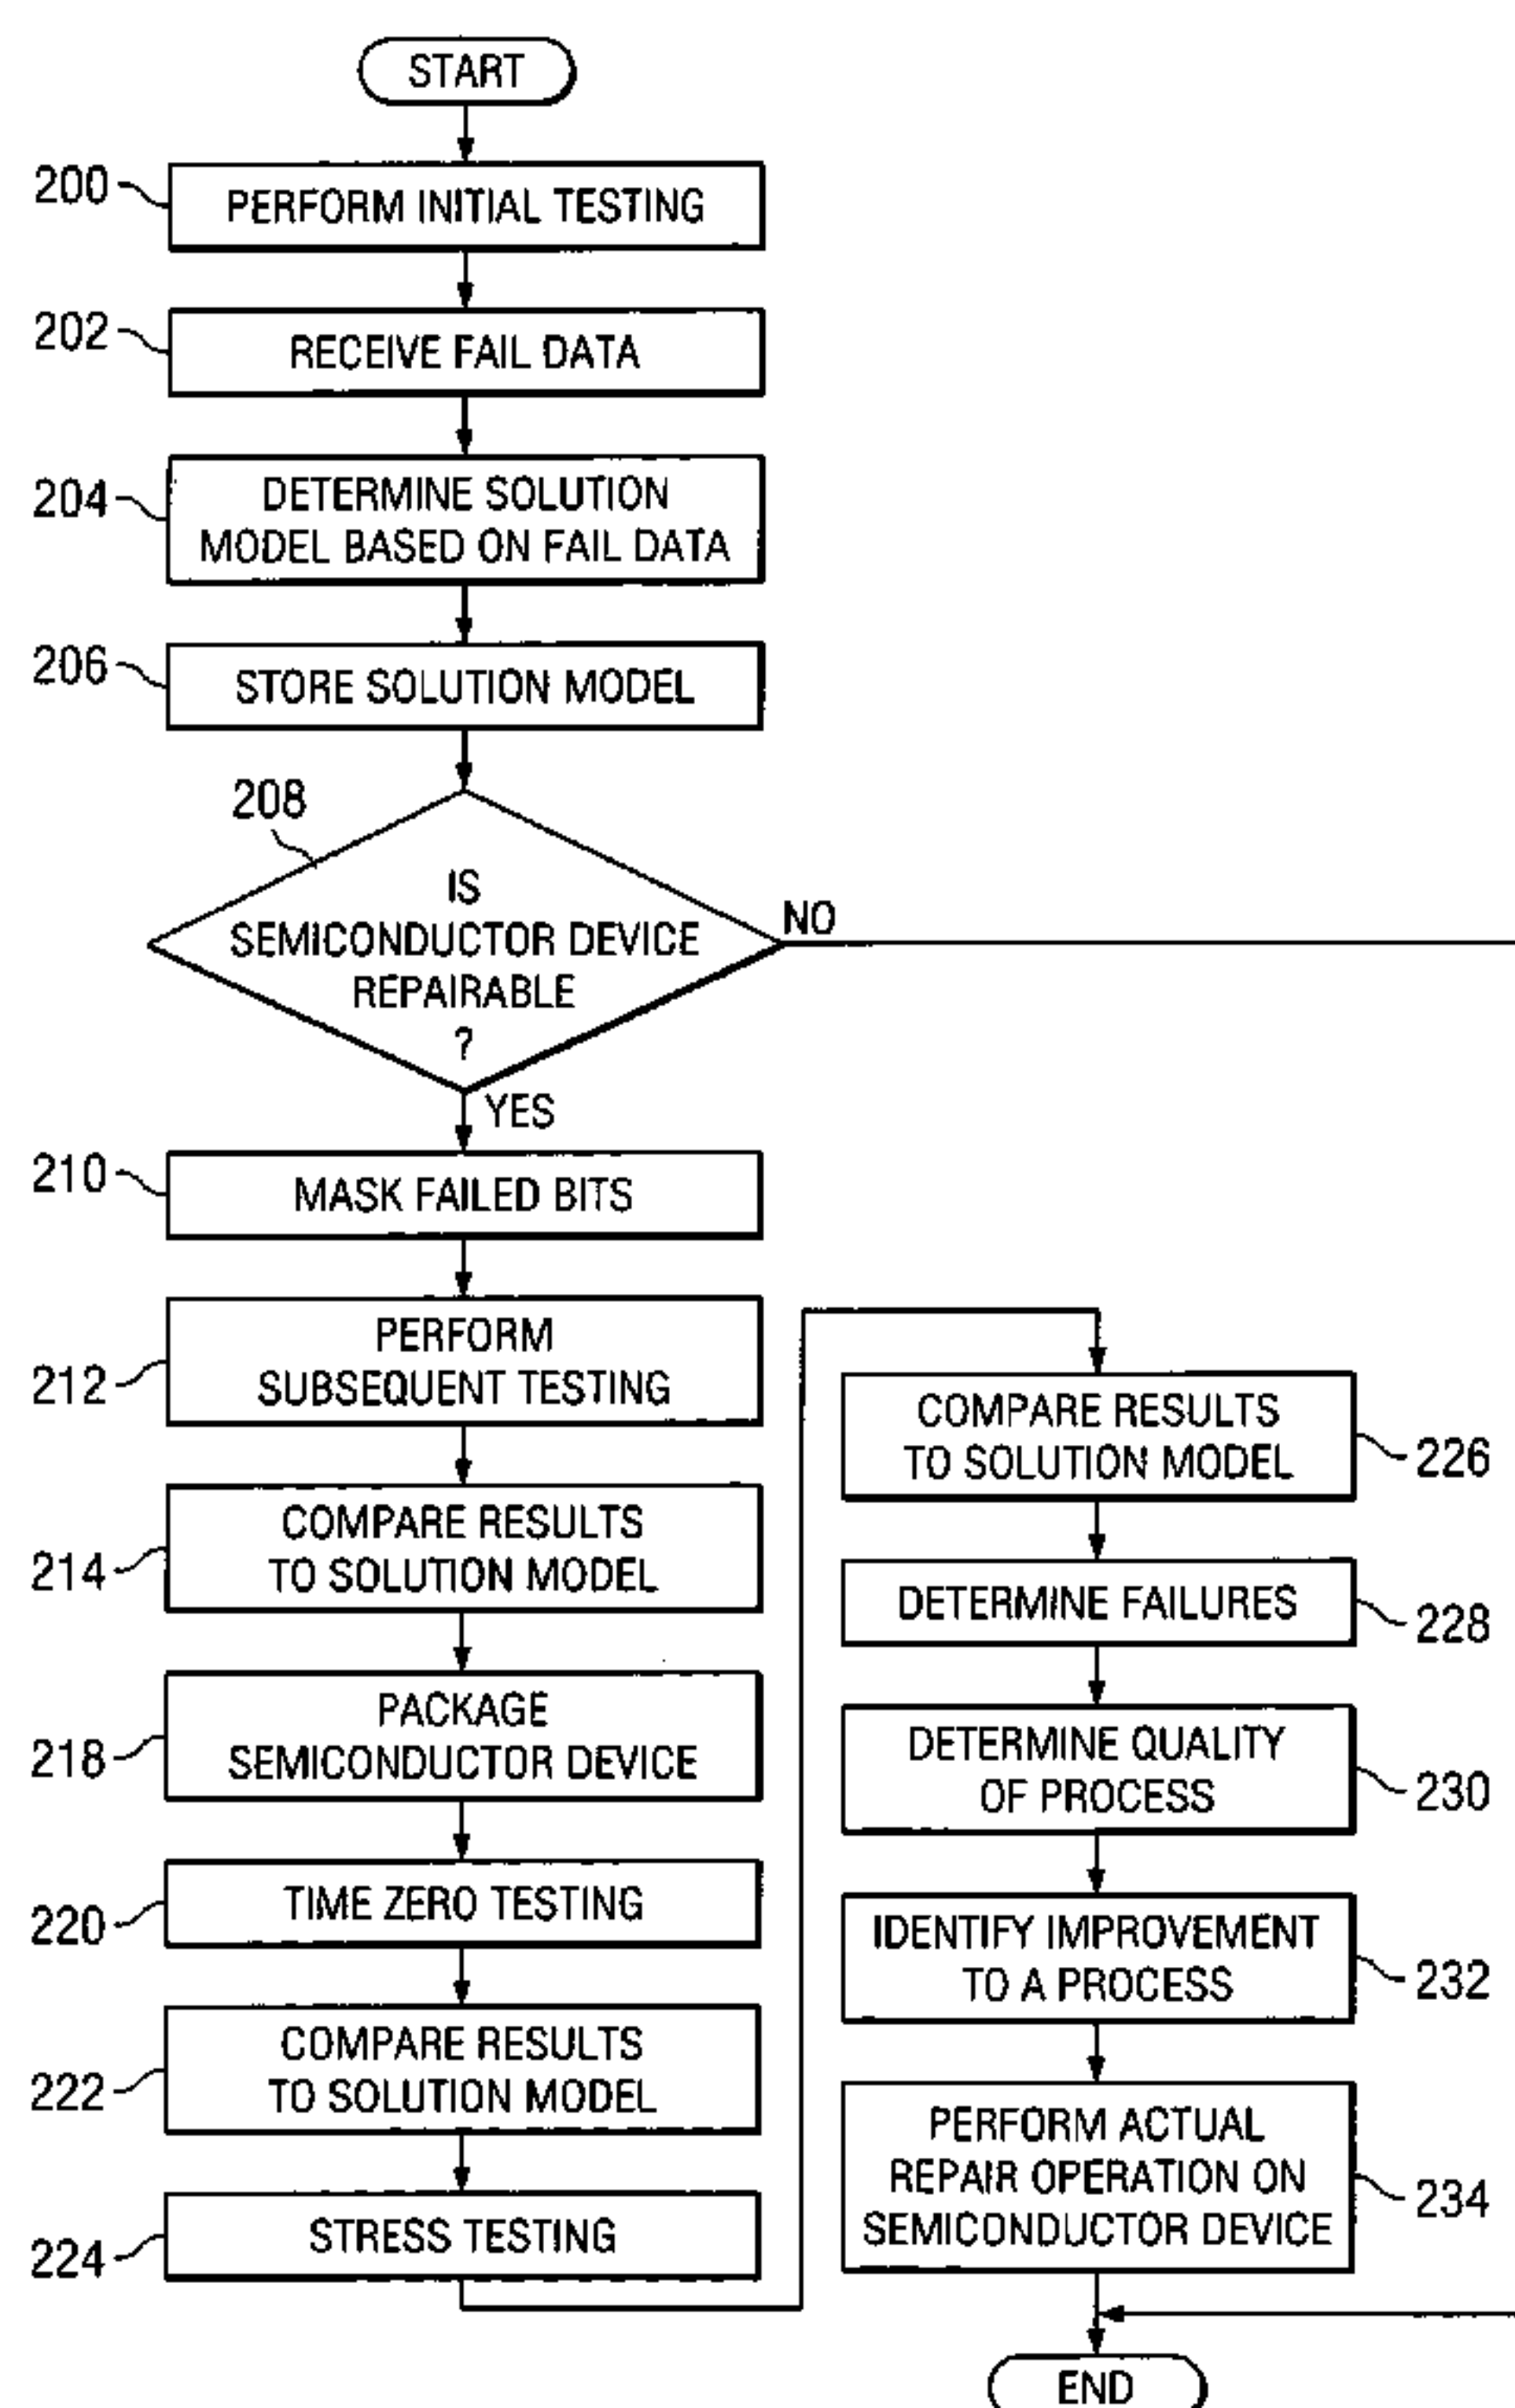 START
200
PERFORM INITIAL TESTING
202
RECEIVE FAIL DATA
204
DETERMINE SOLUTION
MODEL BASED ON FAIL DATA
206
STORE SOLUTION MODEL
208
IS
SEMICONDUCTOR DEVICE
REPAIRABLE
?
NO
YES
210
MASK FAILED BITS
212
PERFORM
SUBSEQUENT TESTING
214
COMPARE RESULTS
TO SOLUTION MODEL
218
PACKAGE
SEMICONDUCTOR DEVICE
220
TIME ZERO TESTING
222
COMPARE RESULTS
TO SOLUTION MODEL
224
STRESS TESTING
COMPARE RESULTS
TO SOLUTION MODEL
226
DETERMINE FAILURES
228
DETERMINE QUALITY
OF PROCESS
230
IDENTIFY IMPROVEMENT
TO A PROCESS
232
PERFORM ACTUAL
REPAIR OPERATION ON
SEMICONDUCTOR DEVICE
234
END